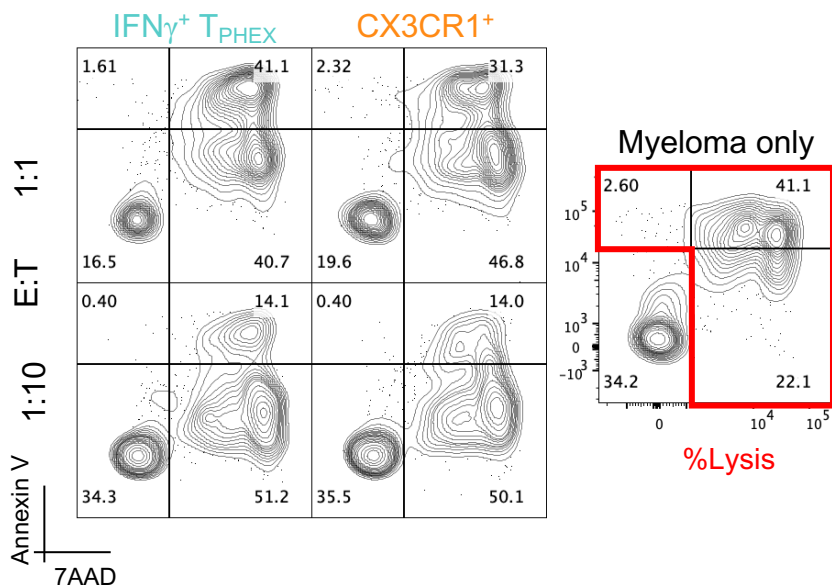 IFNγ⁺ T_PHEX CX3CR1⁺
1.61 41.1 2.32 31.3
1:1
16.5 40.7 19.6 46.8
E:T
0.40 14.1 0.40 14.0
1:10
34.3 51.2 35.5 50.1
Annexin V
7AAD
Myeloma only
2.60 41.1
10⁵
10⁴
10³
0
-10³
34.2 22.1
0 10⁴ 10⁵
%Lysis